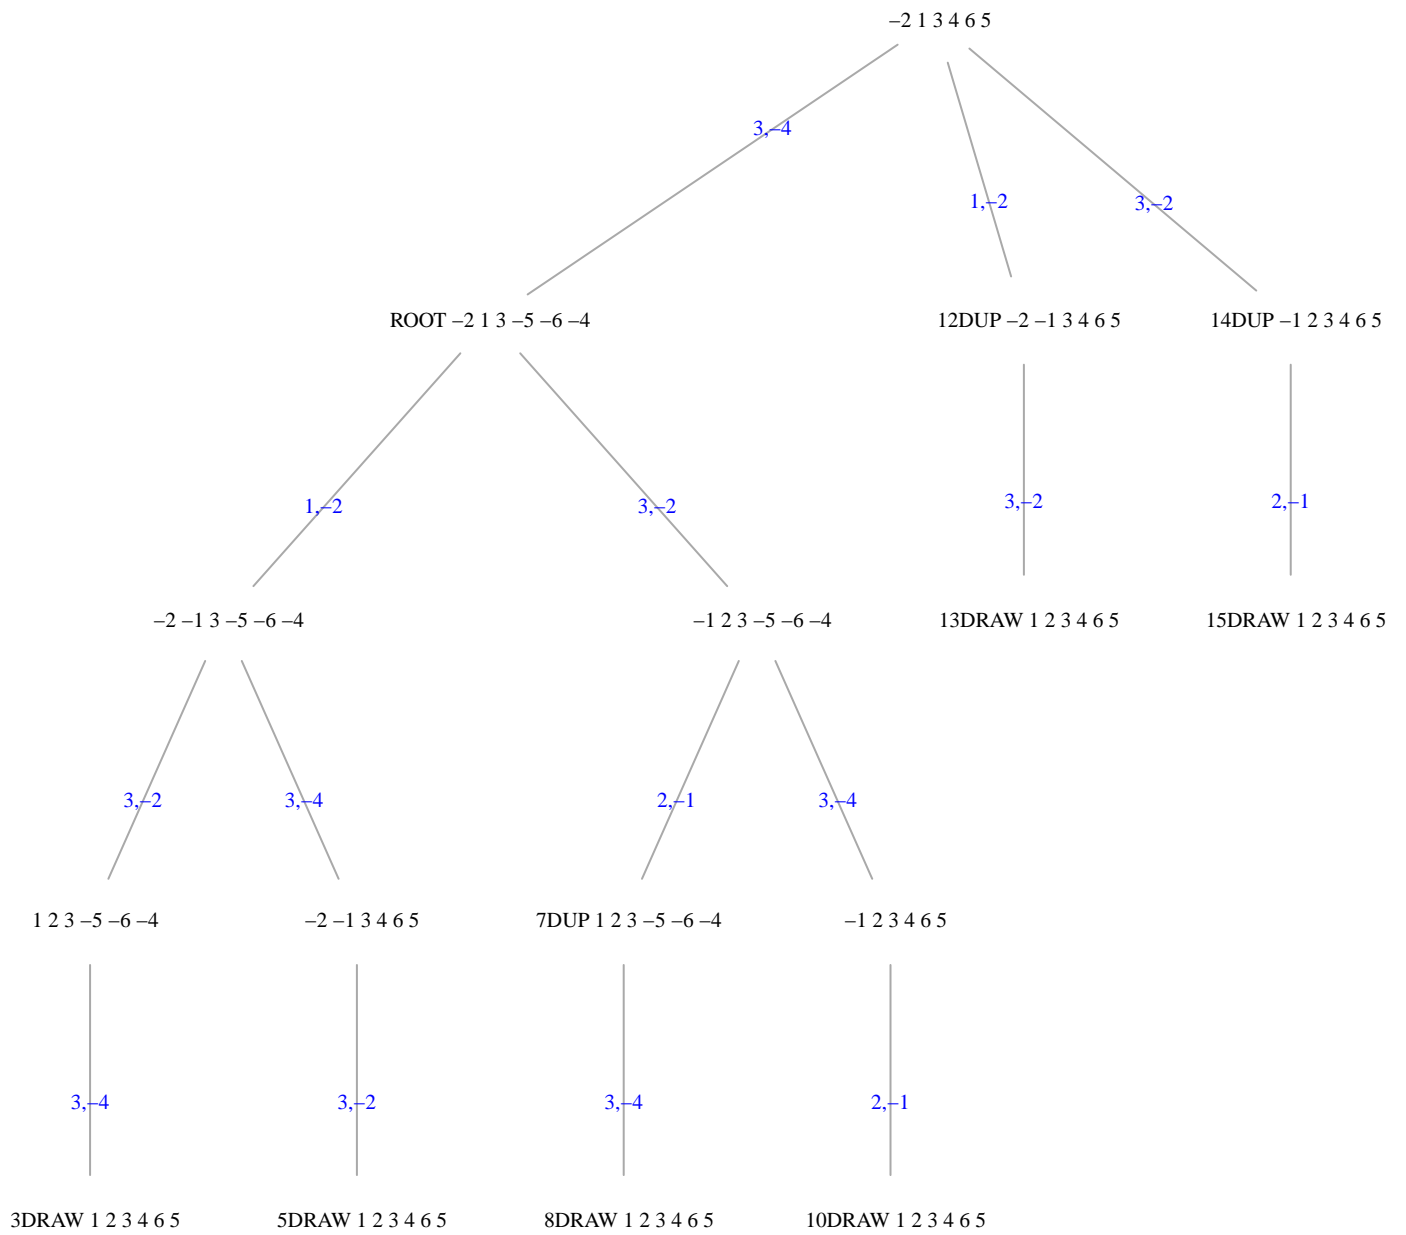 −2 1 3 4 6 5
3,−4
1,−2
3,−2
ROOT −2 1 3 −5 −6 −4
12DUP −2 −1 3 4 6 5
14DUP −1 2 3 4 6 5
1,−2
3,−2
3,−2
2,−1
−2 −1 3 −5 −6 −4
−1 2 3 −5 −6 −4
13DRAW 1 2 3 4 6 5
15DRAW 1 2 3 4 6 5
3,−2
3,−4
2,−1
3,−4
1 2 3 −5 −6 −4
−2 −1 3 4 6 5
7DUP 1 2 3 −5 −6 −4
−1 2 3 4 6 5
3,−4
3,−2
3,−4
2,−1
3DRAW 1 2 3 4 6 5
5DRAW 1 2 3 4 6 5
8DRAW 1 2 3 4 6 5
10DRAW 1 2 3 4 6 5